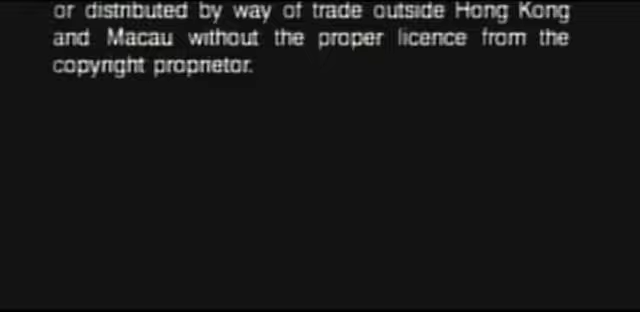 or distributed by way of trade outside Hong Kong
and Macau without the proper licence from the
copyright proprietor.